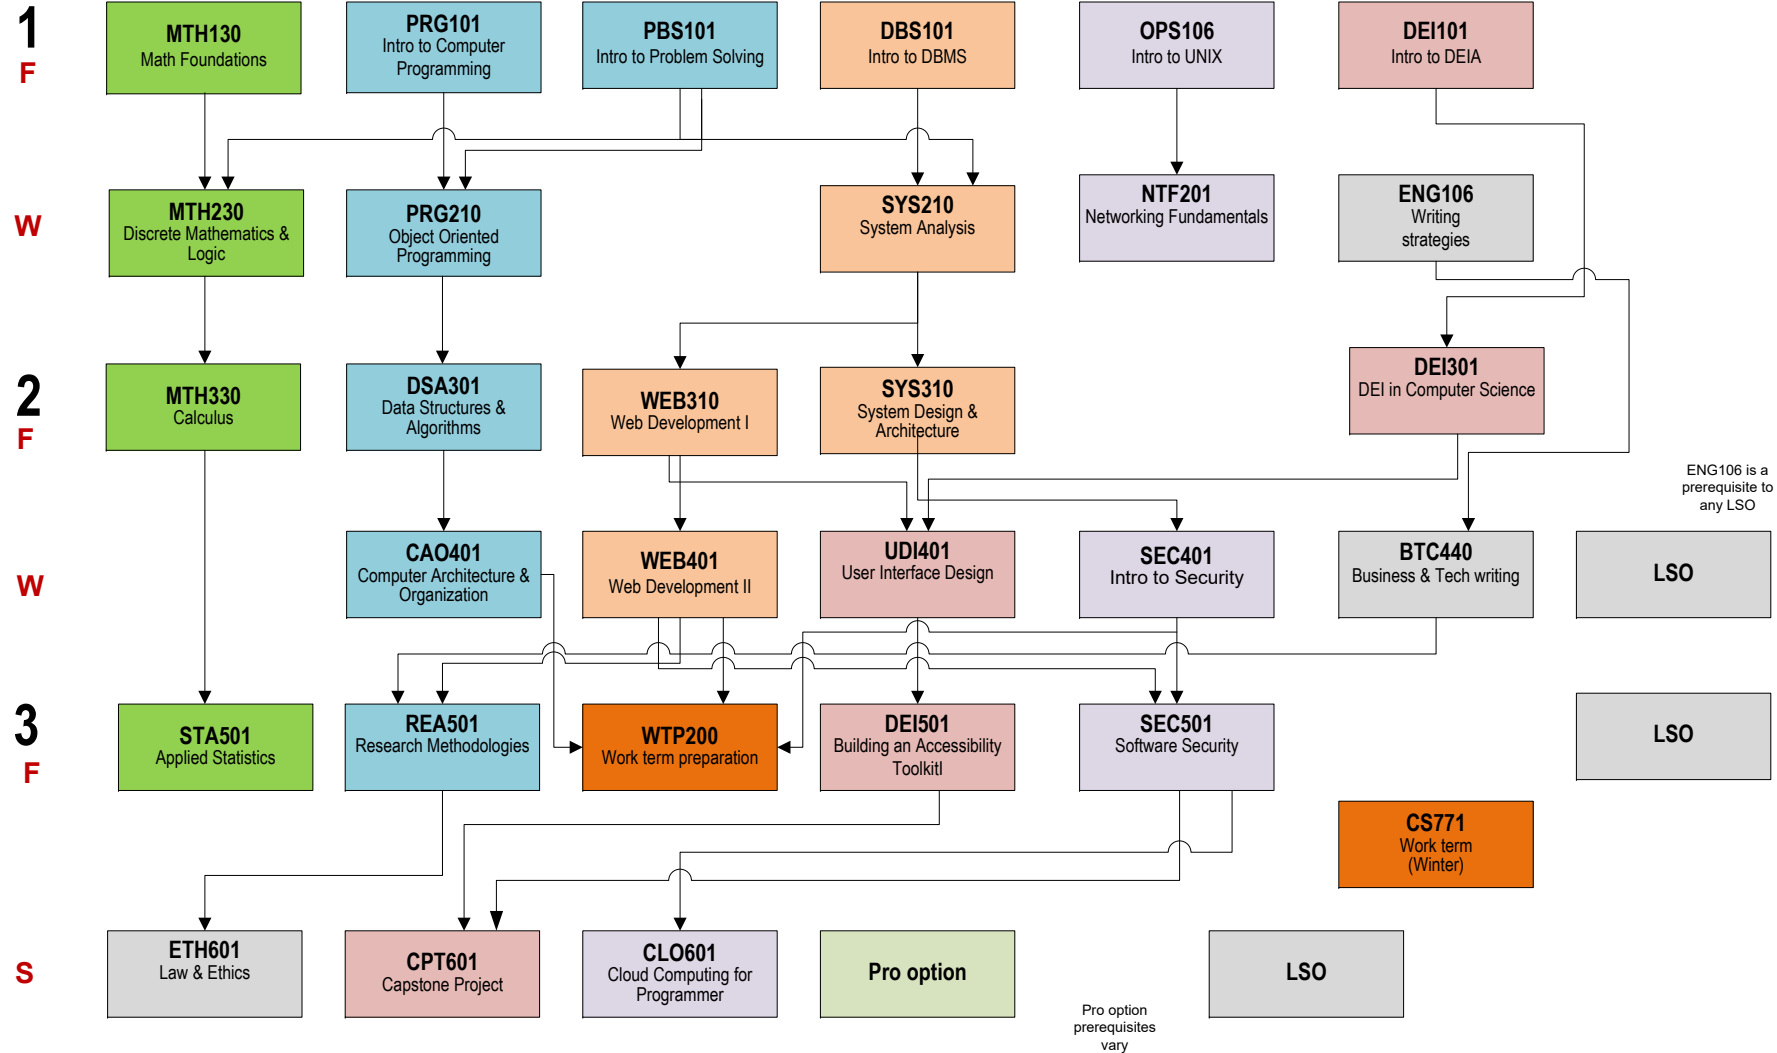 1
F
MTH130
Math Foundations
PRG101
Intro to Computer
Programming
PBS101
Intro to Problem Solving
DBS101
Intro to DBMS
OPS106
Intro to UNIX
DEI101
Intro to DEIA
W
MTH230
Discrete Mathematics &
Logic
PRG210
Object Oriented
Programming
SYS210
System Analysis
NTF201
Networking Fundamentals
ENG106
Writing
strategies
2
F
MTH330
Calculus
DSA301
Data Structures &
Algorithms
WEB310
Web Development I
SYS310
System Design &
Architecture
DEI301
DEI in Computer Science
ENG106 is a
prerequisite to
any LSO
W
CAO401
Computer Architecture &
Organization
WEB401
Web Development II
UDI401
User Interface Design
SEC401
Intro to Security
BTC440
Business & Tech writing
LSO
3
F
STA501
Applied Statistics
REA501
Research Methodologies
WTP200
Work term preparation
DEI501
Building an Accessibility
ToolkitI
SEC501
Software Security
LSO
CS771
Work term
(Winter)
S
ETH601
Law & Ethics
CPT601
Capstone Project
CLO601
Cloud Computing for
Programmer
Pro option
LSO
Pro option
prerequisites
vary